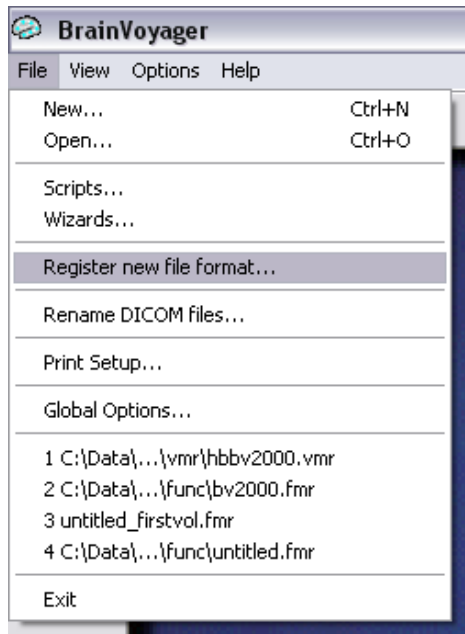 BrainVoyager
File View Options Help
New... Ctrl+N
Open... Ctrl+O
Scripts...
Wizards...
Register new file format...
Rename DICOM files...
Print Setup...
Global Options...
1 C:\Data\...\vmr\hbbv2000.vmr
2 C:\Data\...\func\bv2000.fmr
3 untitled_firstvol.fmr
4 C:\Data\...\func\untitled.fmr
Exit